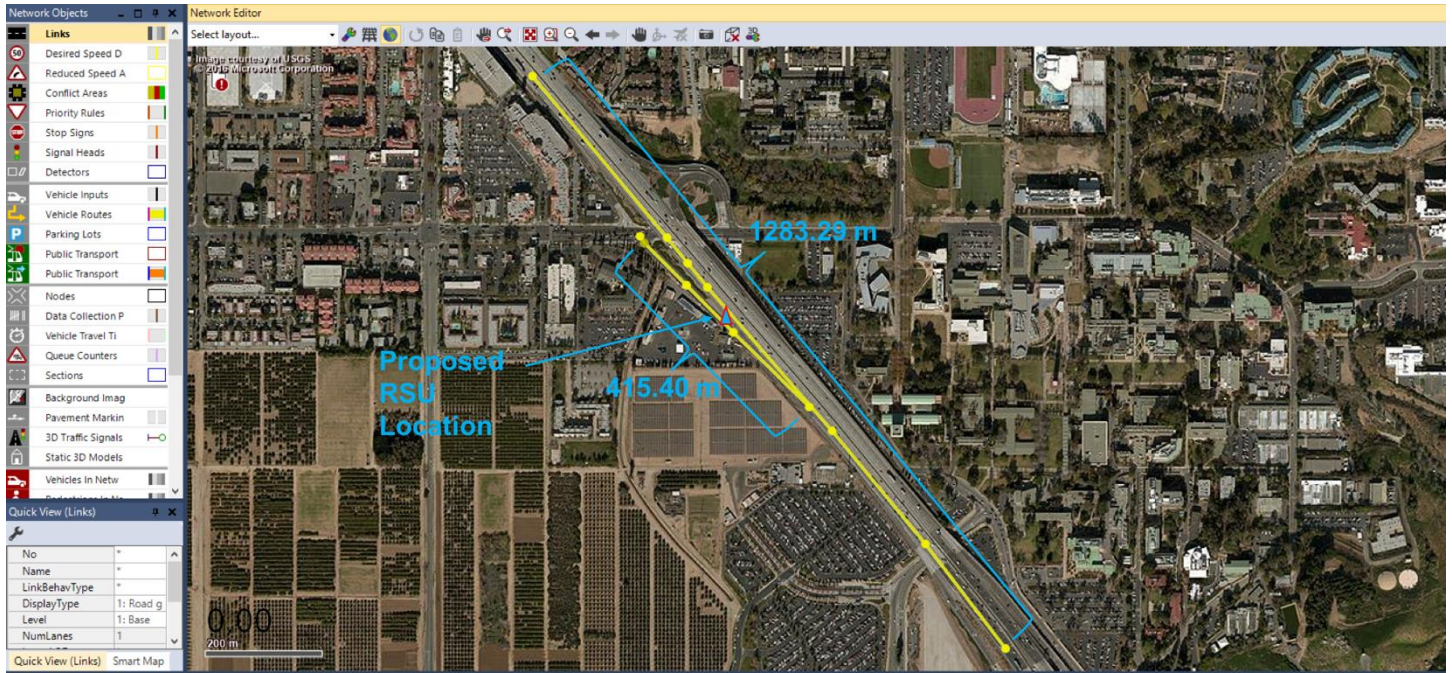 Network Objects
Links
Desired Speed D
50
Reduced Speed A
Conflict Areas
Priority Rules
Stop Signs
STOP
Signal Heads
Detectors
Vehicle Inputs
Vehicle Routes
P
Parking Lots
Public Transport
Public Transport
Nodes
Data Collection P
Vehicle Travel Ti
Queue Counters
Sections
Background Imag
Pavement Markin
3D Traffic Signals
Static 3D Models
Vehicles In Netw
Quick View (Links)
No *
Name *
LinkBehavType *
DisplayType 1: Road g
Level 1: Base
NumLanes 1
Quick View (Links) Smart Map
Network Editor
Select layout...
Image courtesy of USGS
© 2016 Microsoft Corporation
1283.29 m
Proposed
RSU
Location
415.40 m
0.00
200 m